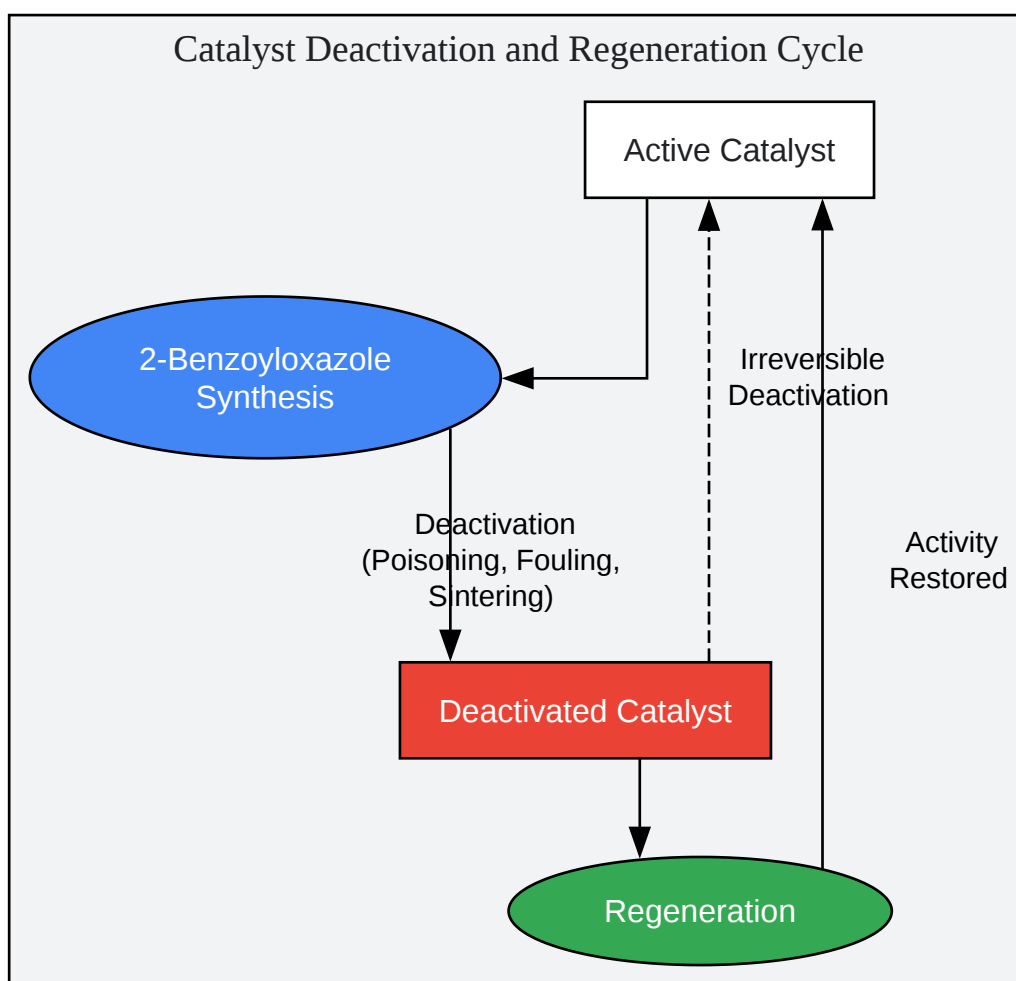 Catalyst Deactivation and Regeneration Cycle
Active Catalyst
2-Benzoyloxazole
Synthesis
Irreversible
Deactivation
Deactivation
(Poisoning, Fouling,
Sintering)
Activity
Restored
Deactivated Catalyst
Regeneration